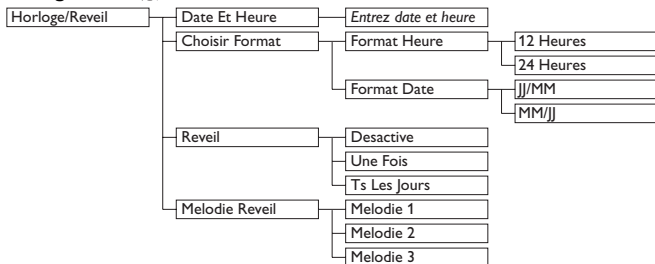 Horloge/Reveil
Date Et Heure
Entrez date et heure
Choisir Format
Format Heure
12 Heures
24 Heures
Format Date
JJ/MM
MM/JJ
Reveil
Desactive
Une Fois
Ts Les Jours
Melodie Reveil
Melodie 1
Melodie 2
Melodie 3